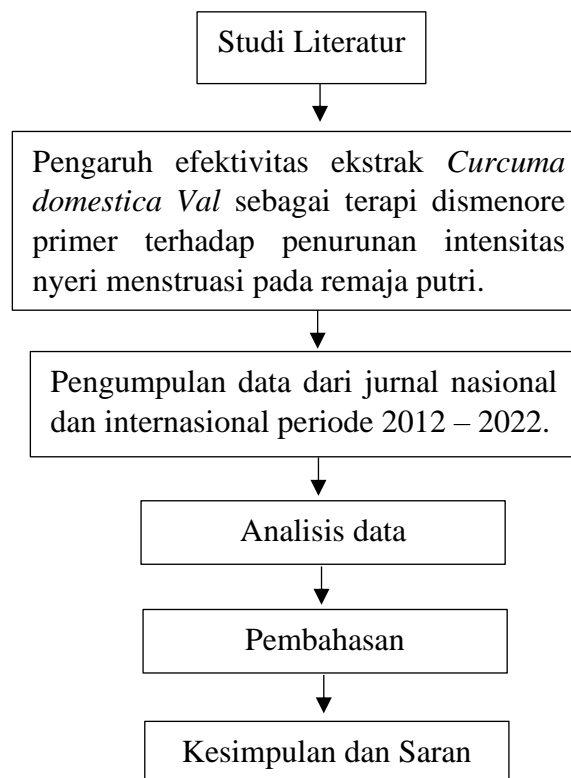 Studi Literatur
Pengaruh efektivitas ekstrak Curcuma
domestica Val sebagai terapi dismenore
primer terhadap penurunan intensitas
nyeri menstruasi pada remaja putri.
Pengumpulan data dari jurnal nasional
dan internasional periode 2012 – 2022.
Analisis data
Pembahasan
Kesimpulan dan Saran